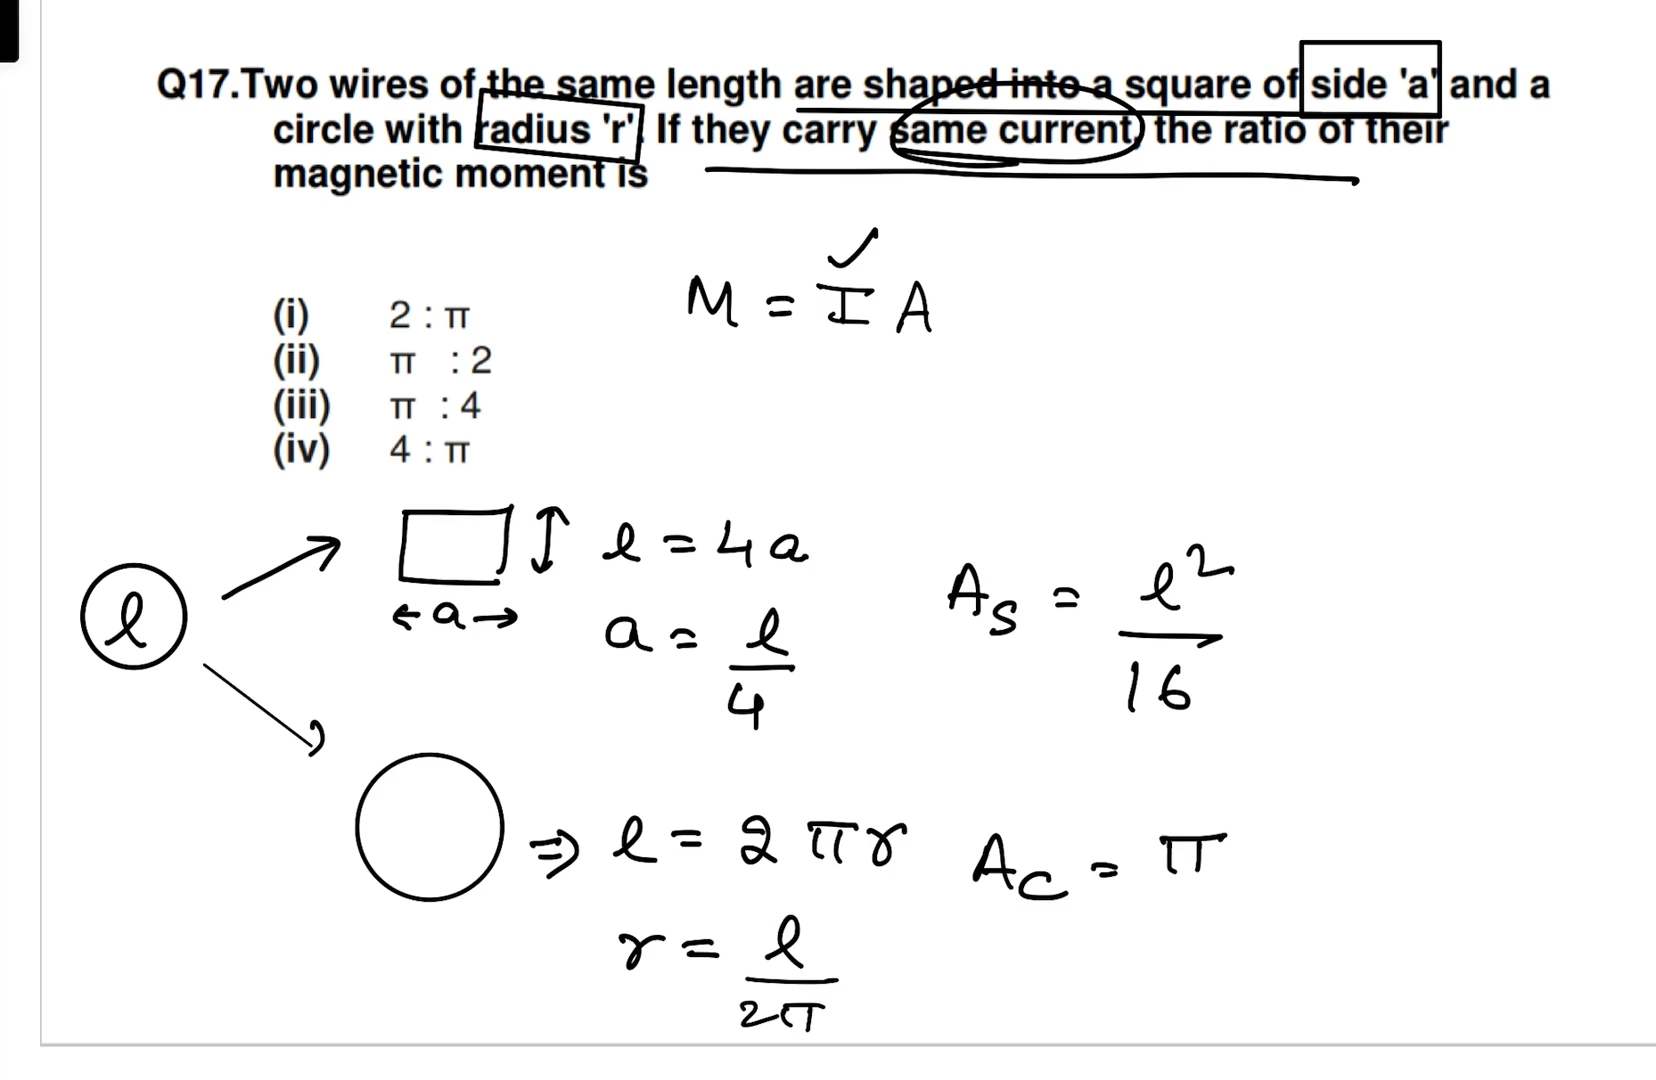 Q17.Two wires of the same length are shaped into a square of side 'a' and a
circle with radius 'r'. If they carry same current, the ratio of their
magnetic moment is
M = I A
(i) 2 : π
(ii) π : 2
(iii) π : 4
(iv) 4 : π
l
a
l = 4a
a = l/4
A_S = l²/16
l = 2πr
r = l/2π
A_C = π